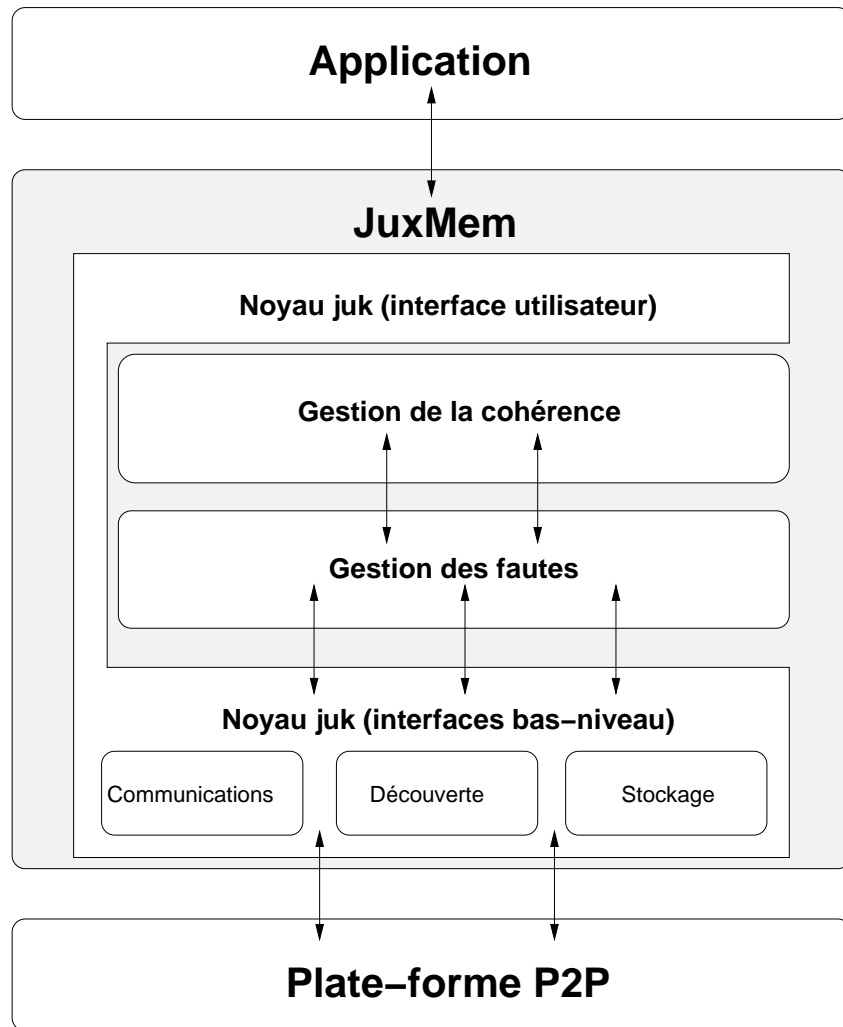 Application
JuxMem
Noyau juk (interface utilisateur)
Gestion de la cohérence
Gestion des fautes
Noyau juk (interfaces bas−niveau)
Communications
Découverte
Stockage
Plate−forme P2P